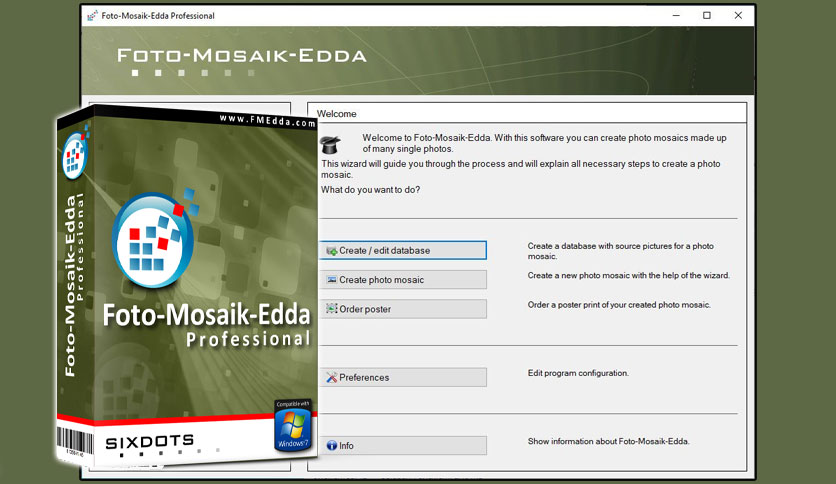 Foto-Mosaik-Edda Professional
FOTO-MOSAIK-EDDA
Welcome
Welcome to Foto-Mosaik-Edda. With this software you can create photo mosaics made up
of many single photos.
This wizard will guide you through the process and will explain all necessary steps to create a photo
mosaic.
What do you want to do?
Create / edit database
Create a database with source pictures for a photo
mosaic.
Create photo mosaic
Create a new photo mosaic with the help of the wizard.
Order poster
Order a poster print of your created photo mosaic.
Preferences
Edit program configuration.
Info
Show information about Foto-Mosaik-Edda.
www.FMEdda.com
Foto-Mosaik-Edda
Professional
Foto-Mosaik-Edda
Professional
SIXDOTS
Compatible with
Windows 7